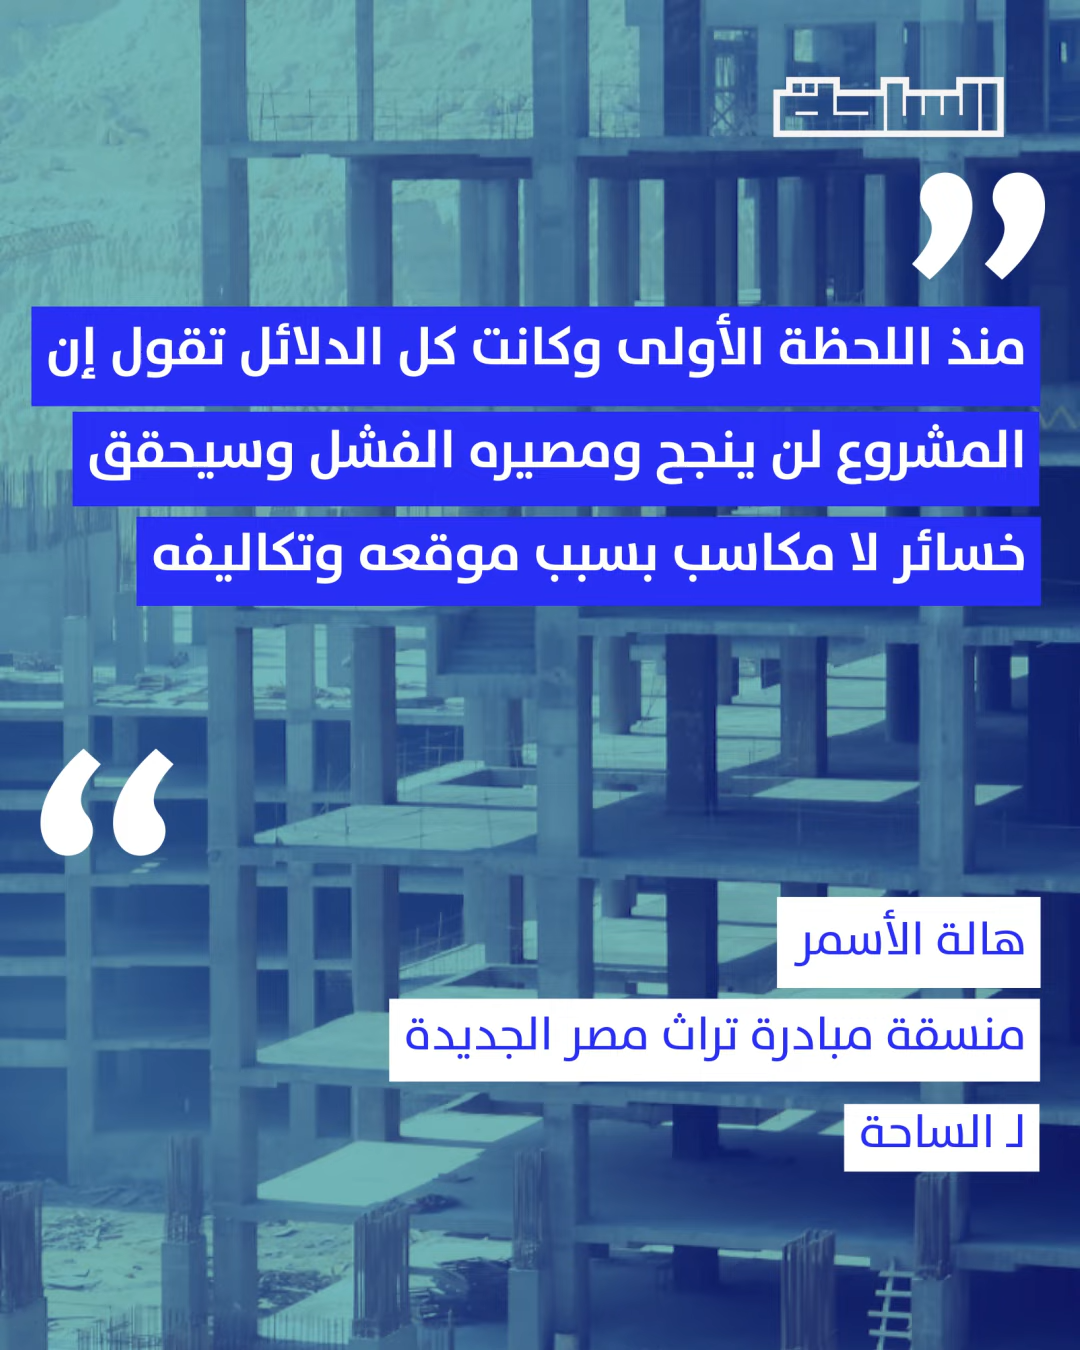 الساحة
منذ اللحظة الأولى وكانت كل الدلائل تقول إن
المشروع لن ينجح ومصيره الفشل وسيحقق
خسائر لا مكاسب بسبب موقعه وتكاليفه
هالة الأسمر
منسقة مبادرة تراث مصر الجديدة
لـ الساحة